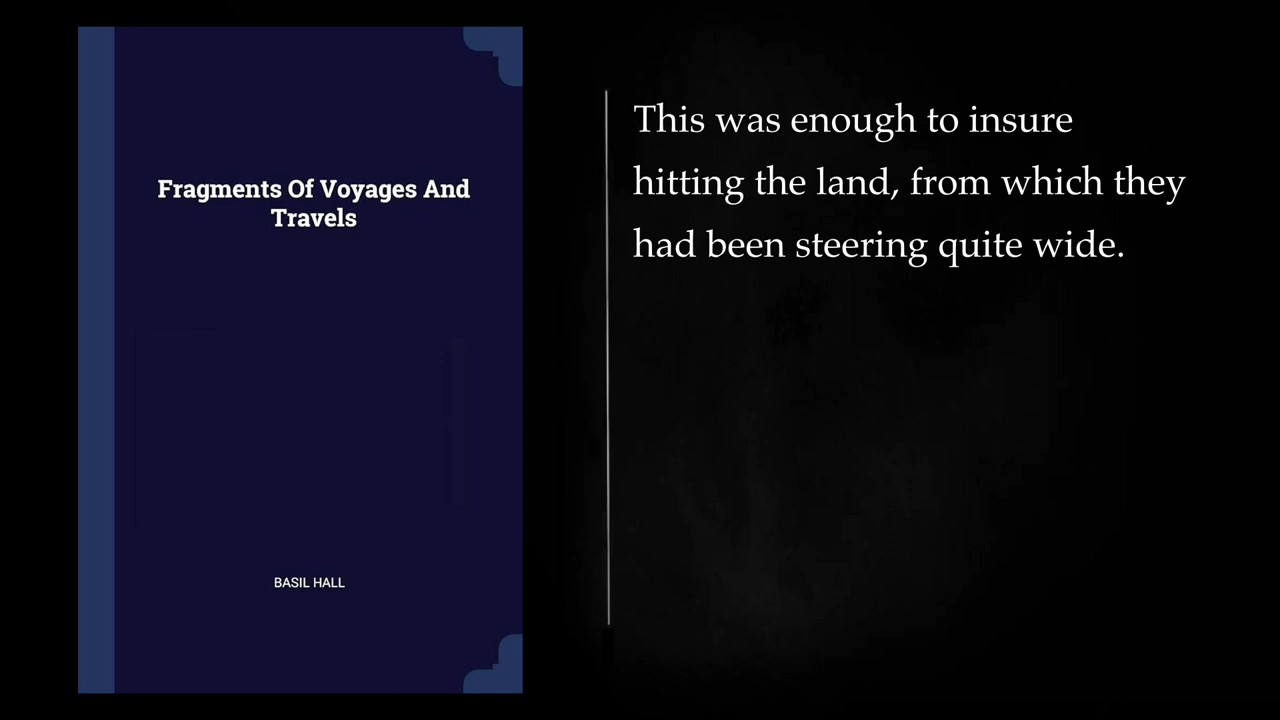 Fragments Of Voyages And
Travels
BASIL HALL
This was enough to insure
hitting the land, from which they
had been steering quite wide.